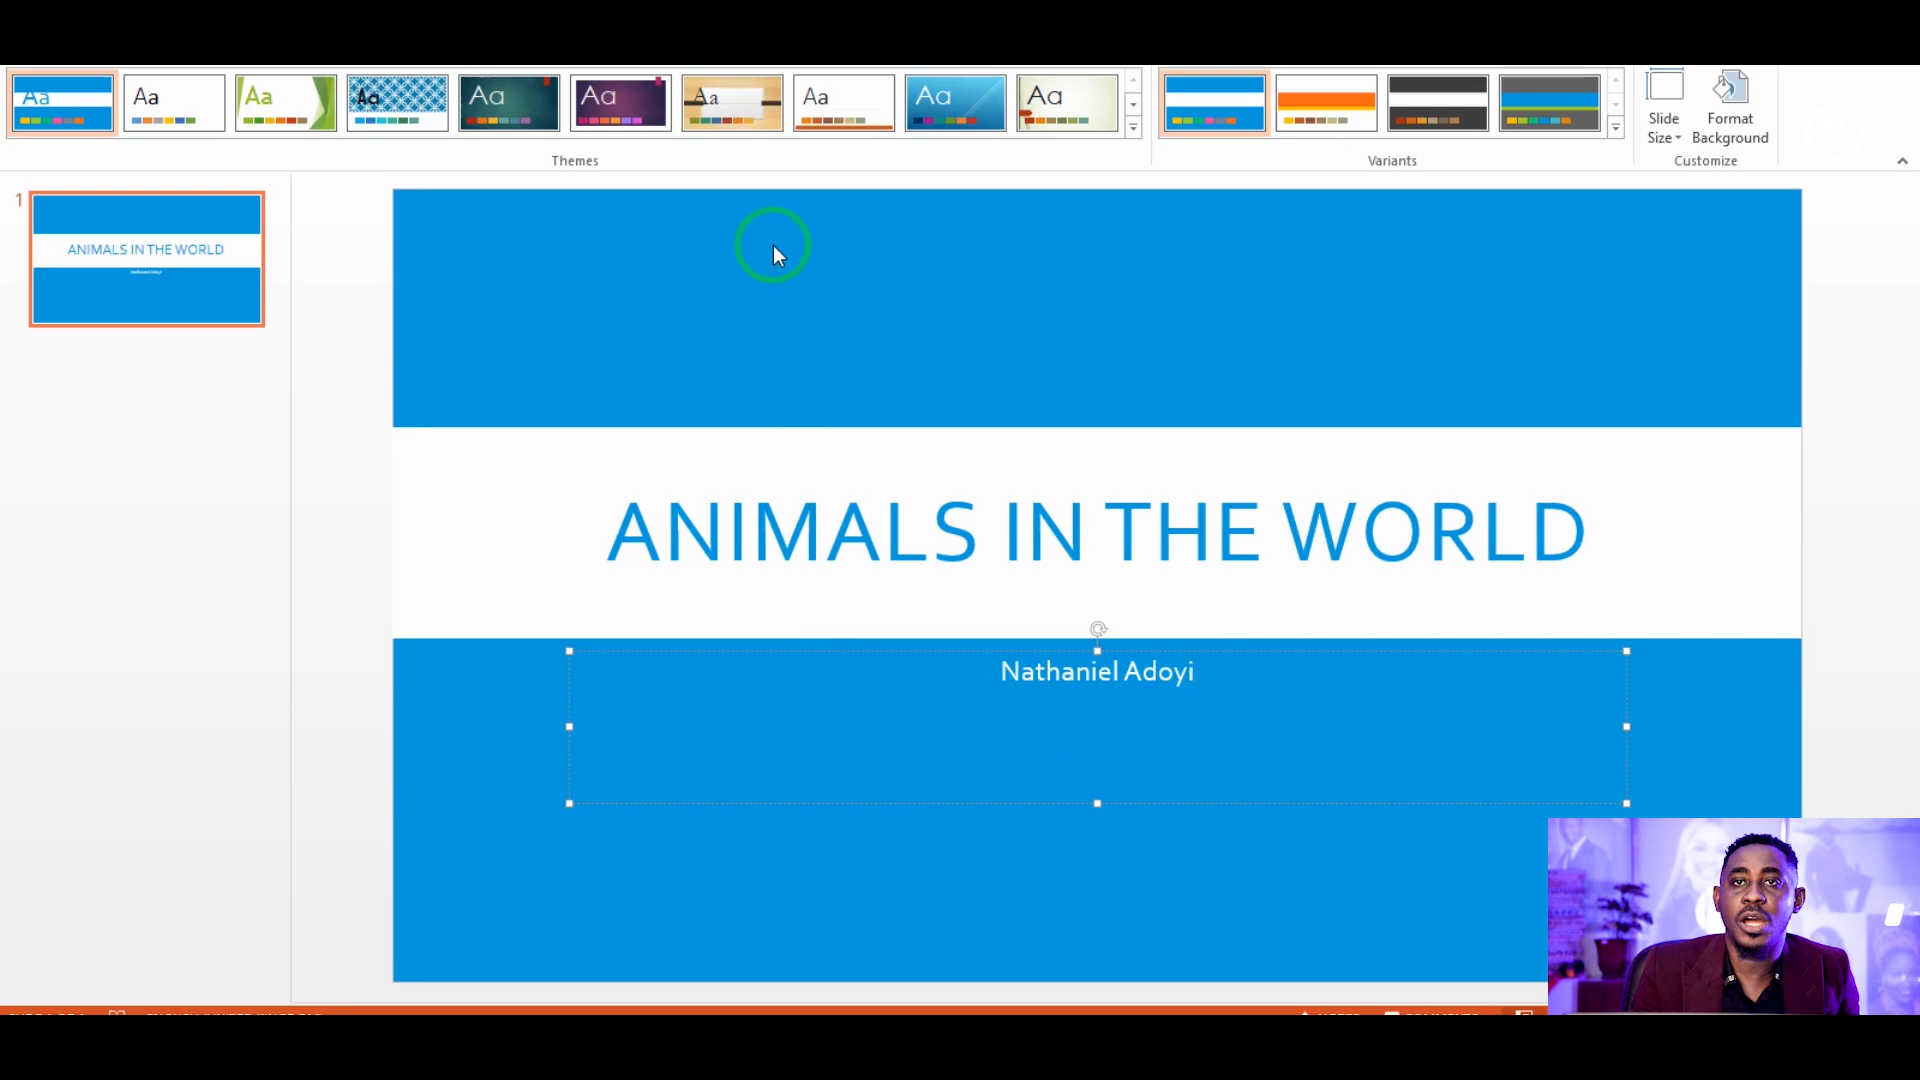 Aa
Aa
Aa
Aa
Aa
Aa
Aa
Aa
Aa
Aa
Slide
Size
Format
Background
Themes
Variants
Customize
1
ANIMALS IN THE WORLD
Nathaniel Adoyi
ANIMALS IN THE WORLD
Nathaniel Adoyi